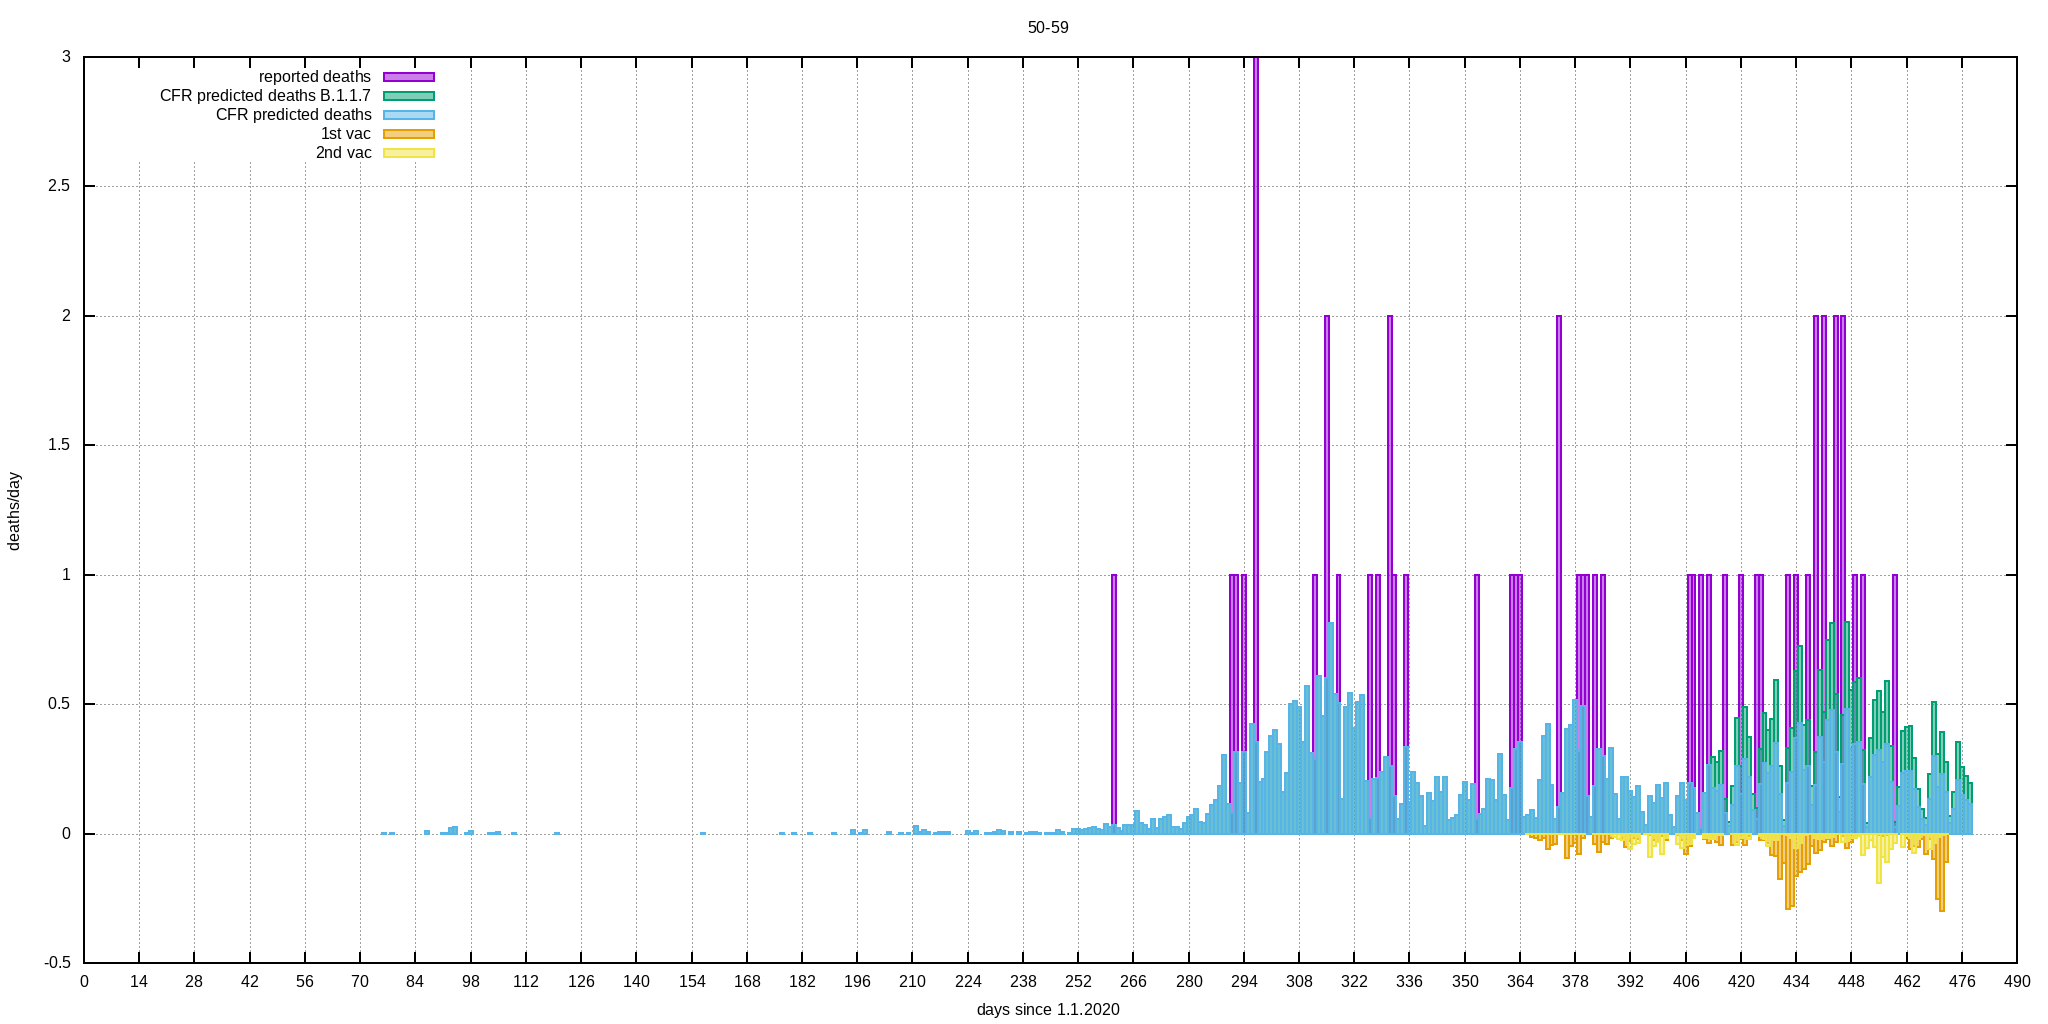 50-59
reported deaths
CFR predicted deaths B.1.1.7
CFR predicted deaths
1st vac
2nd vac
3
2.5
2
1.5
1
0.5
0
-0.5
deaths/day
0 14 28 42 56 70 84 98 112 126 140 154 168 182 196 210 224 238 252 266 280 294 308 322 336 350 364 378 392 406 420 434 448 462 476 490
days since 1.1.2020